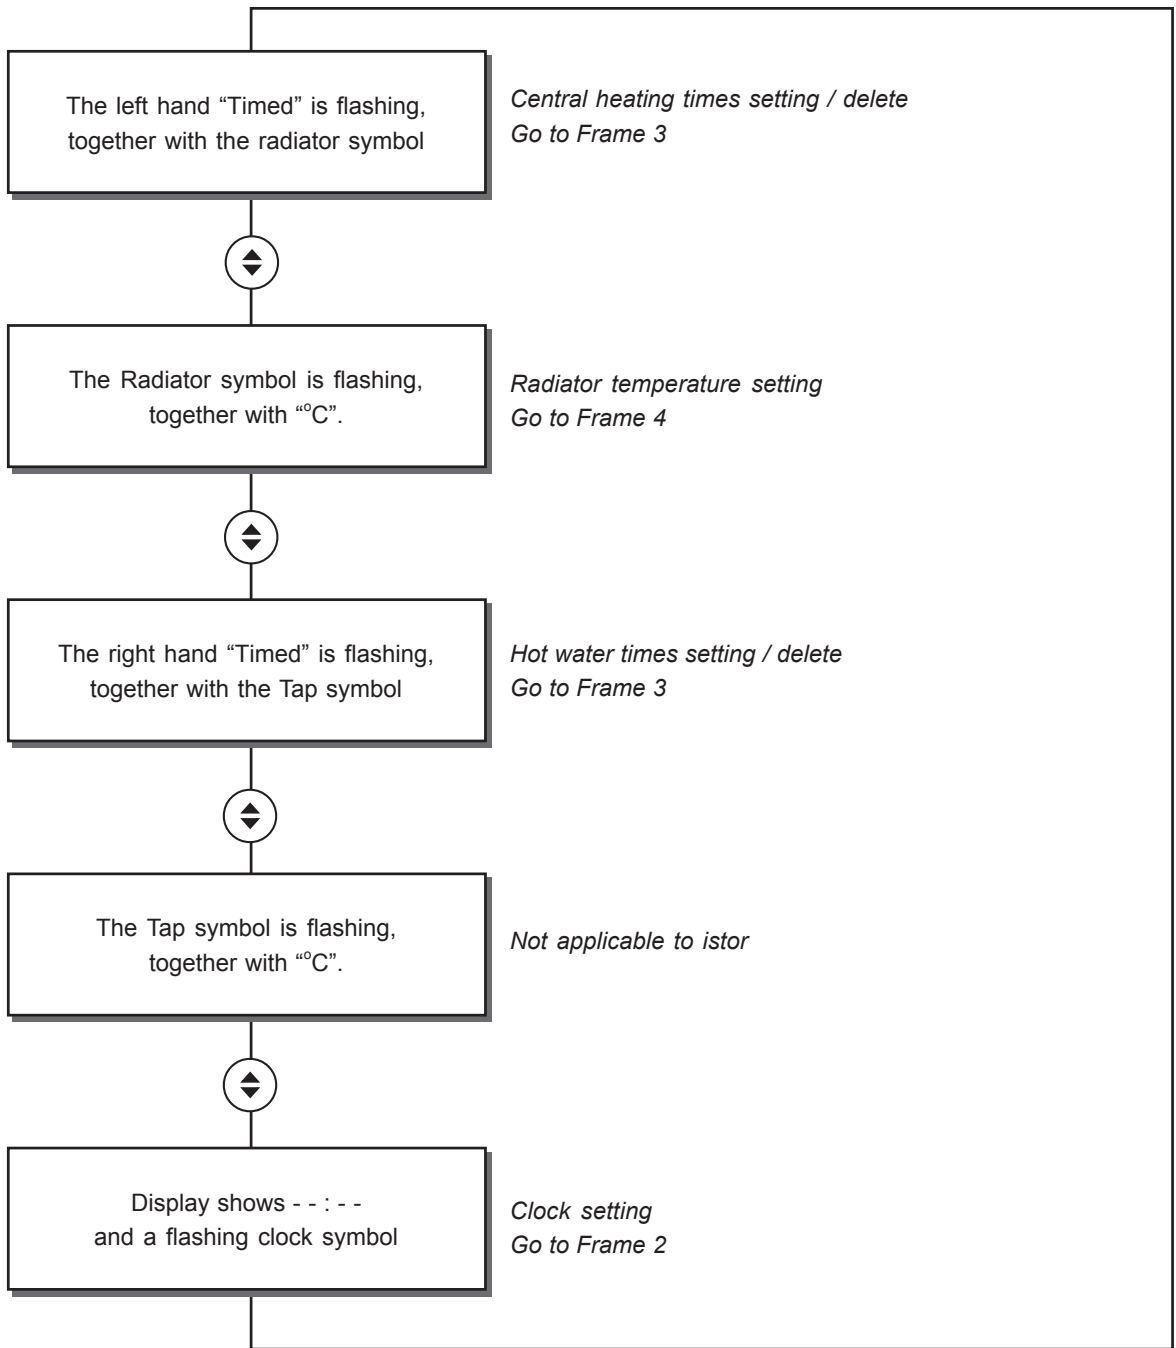 The left hand “Timed” is flashing,
together with the radiator symbol
Central heating times setting / delete
Go to Frame 3
The Radiator symbol is flashing,
together with “°C”.
Radiator temperature setting
Go to Frame 4
The right hand “Timed” is flashing,
together with the Tap symbol
Hot water times setting / delete
Go to Frame 3
The Tap symbol is flashing,
together with “°C”.
Not applicable to istor
Display shows - - : - -
and a flashing clock symbol
Clock setting
Go to Frame 2